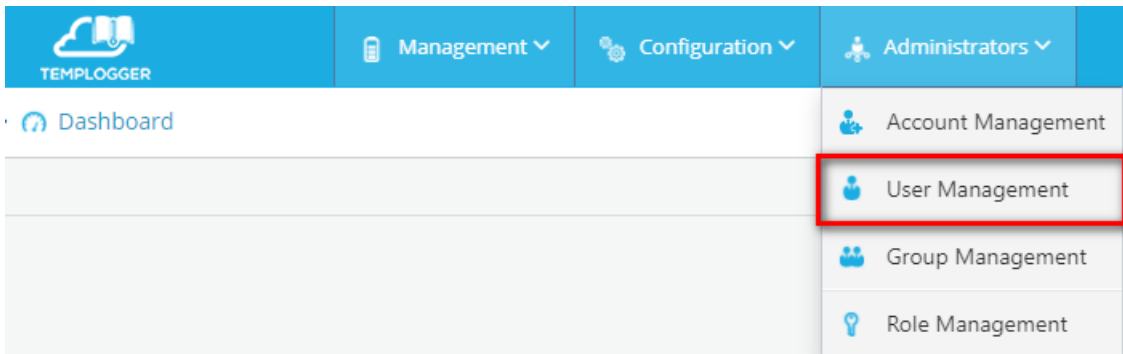 TEMPLOGGER
Management
Configuration
Administrators
Dashboard
Account Management
User Management
Group Management
Role Management